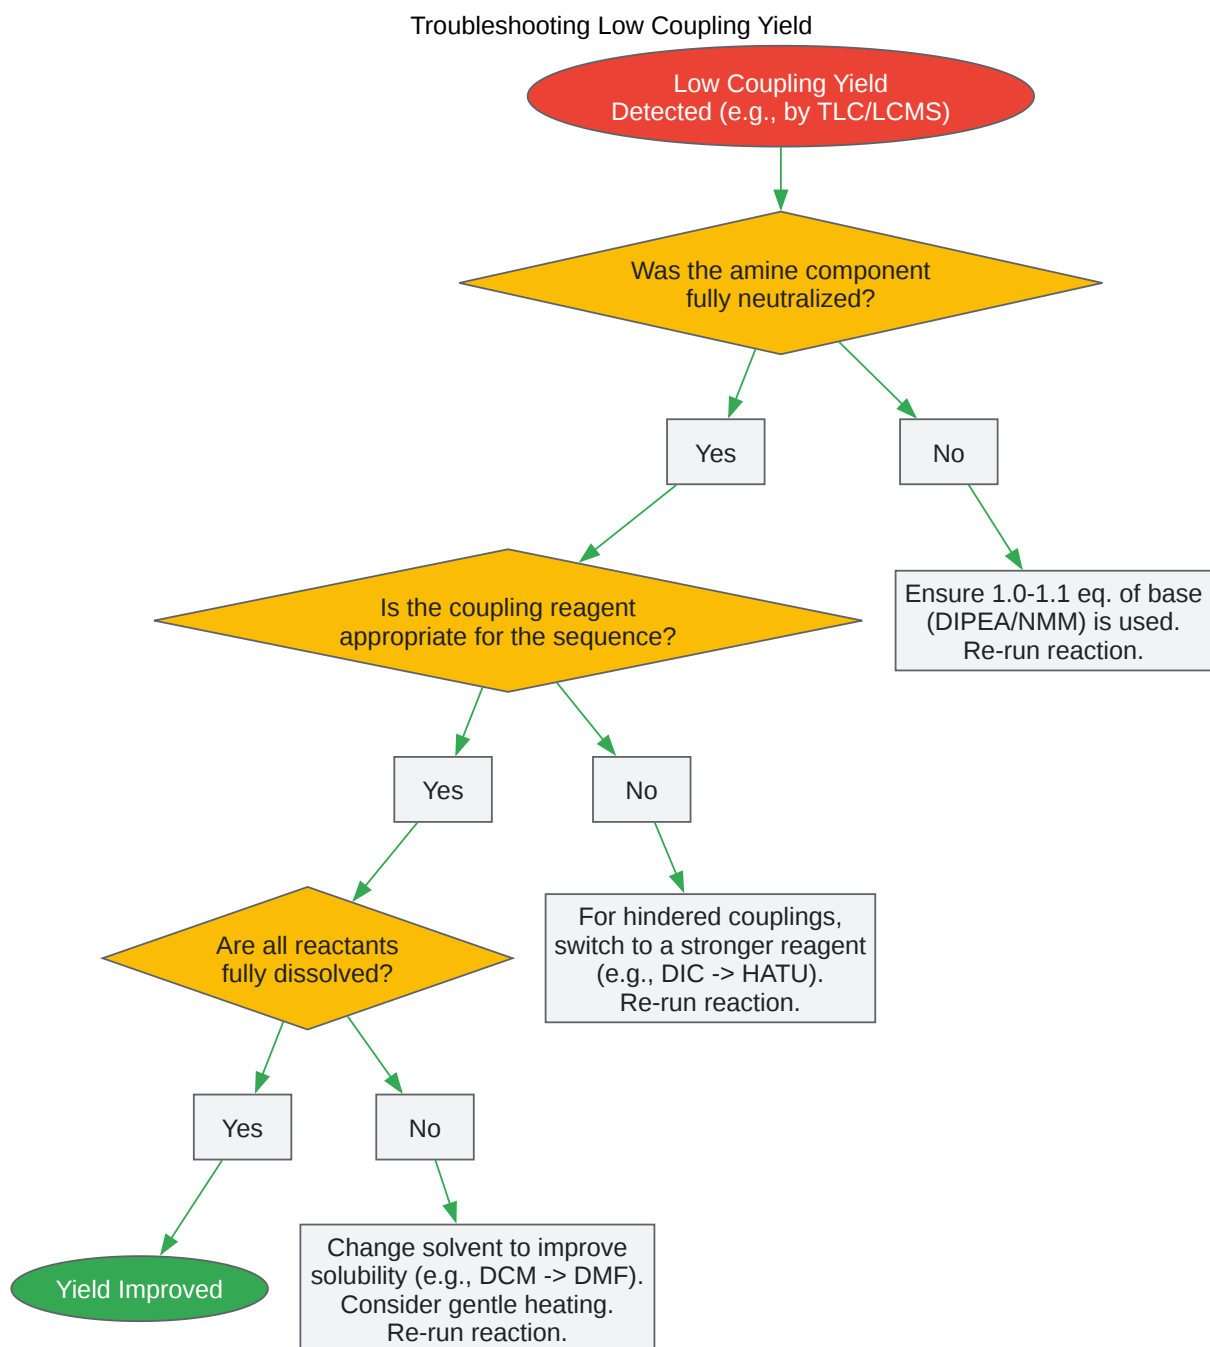 Troubleshooting Low Coupling Yield
Low Coupling Yield
Detected (e.g., by TLC/LCMS)
Was the amine component
fully neutralized?
Yes
No
Is the coupling reagent
appropriate for the sequence?
Ensure 1.0-1.1 eq. of base
(DIPEA/NMM) is used.
Re-run reaction.
Yes
No
Are all reactants
fully dissolved?
For hindered couplings,
switch to a stronger reagent
(e.g., DIC -> HATU).
Re-run reaction.
Yes
No
Yield Improved
Change solvent to improve
solubility (e.g., DCM -> DMF).
Consider gentle heating.
Re-run reaction.